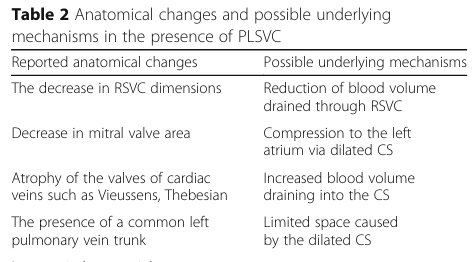 Table 2 Anatomical changes and possible underlying
mechanisms in the presence of PLSVC
Reported anatomical changes Possible underlying mechanisms
The decrease in RSVC dimensions Reduction of blood volume
drained through RSVC
Decrease in mitral valve area Compression to the left
atrium via dilated CS
Atrophy of the valves of cardiac Increased blood volume
veins such as Vieussens, Thebesian draining into the CS
The presence of a common left Limited space caused
pulmonary vein trunk by the dilated CS